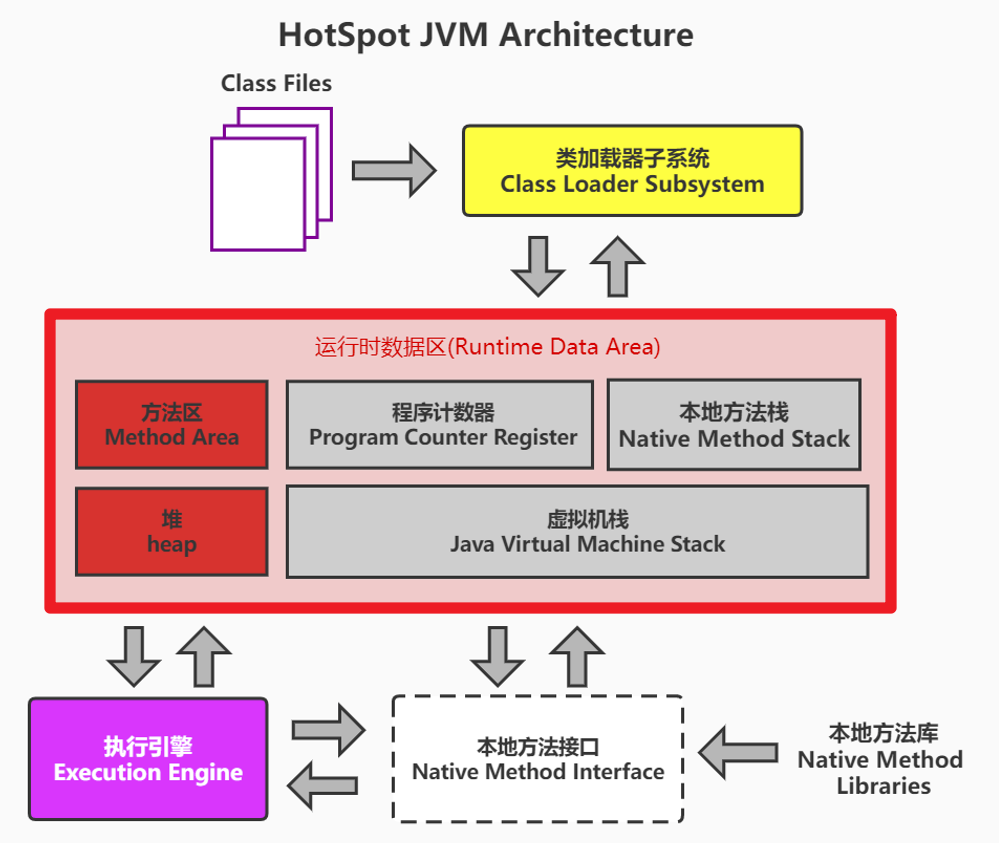 HotSpot JVM Architecture
Class Files
类加载器子系统
Class Loader Subsystem
运行时数据区(Runtime Data Area)
方法区
Method Area
程序计数器
Program Counter Register
本地方法栈
Native Method Stack
堆
heap
虚拟机栈
Java Virtual Machine Stack
执行引擎
Execution Engine
本地方法接口
Native Method Interface
本地方法库
Native Method
Libraries